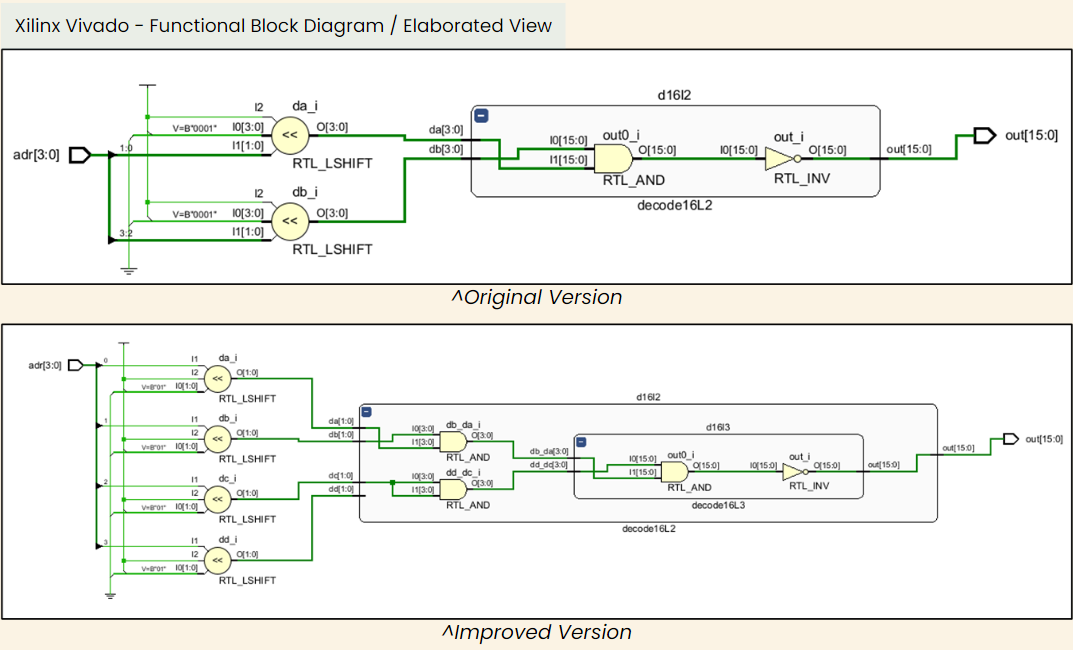 Xilinx Vivado - Functional Block Diagram / Elaborated View
d16l2
I2 da_i
V=B"0001" I0[3:0] << O[3:0]
da[3:0] I0[15:0] out0_i out_i
adr[3:0] 1:0 I1[1:0] RTL_LSHIFT
db[3:0] I1[15:0] O[15:0] I0[15:0] O[15:0] out[15:0] out[15:0]
RTL_AND RTL_INV
I2 db_i
decode16L2
V=B"0001" I0[3:0] << O[3:0]
3:2 I1[1:0]
RTL_LSHIFT
^Original Version
adr[3:0] 0 I1 da_i
I2 << O[1:0]
V=B"01" I0[1:0] RTL_LSHIFT
d16l2
1 I1 db_i
I2 << O[1:0]
V=B"01" I0[1:0] RTL_LSHIFT
da[1:0] I0[3:0] db_da_i
db[1:0] I1[3:0] O[3:0]
RTL_AND
d16l3
db_da[3:0] I0[15:0] out0_i out_i
dd_dc[3:0] I1[15:0] O[15:0] I0[15:0] O[15:0] out[15:0] out[15:0] out[15:0]
RTL_AND RTL_INV
decode16L3
2 I1 dc_i
I2 << O[1:0]
V=B"01" I0[1:0] RTL_LSHIFT
dc[1:0] I0[3:0] dd_dc_i
dd[1:0] I1[3:0] O[3:0]
RTL_AND
decode16L2
3 I1 dd_i
I2 << O[1:0]
V=B"01" I0[1:0] RTL_LSHIFT
^Improved Version